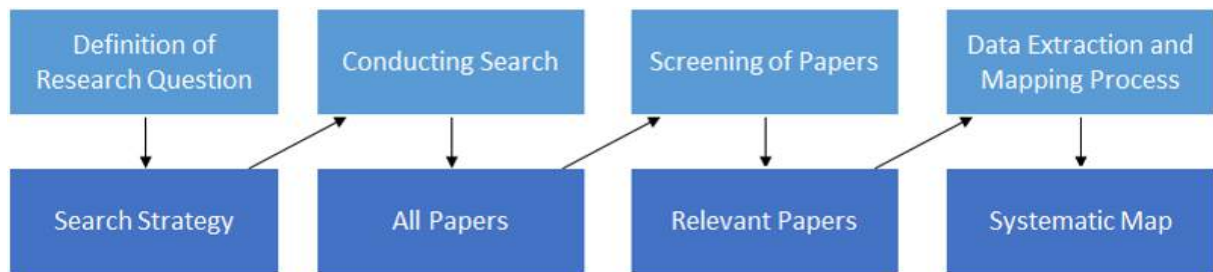 Definition of
Research Question
Conducting Search
Screening of Papers
Data Extraction and
Mapping Process
Search Strategy
All Papers
Relevant Papers
Systematic Map